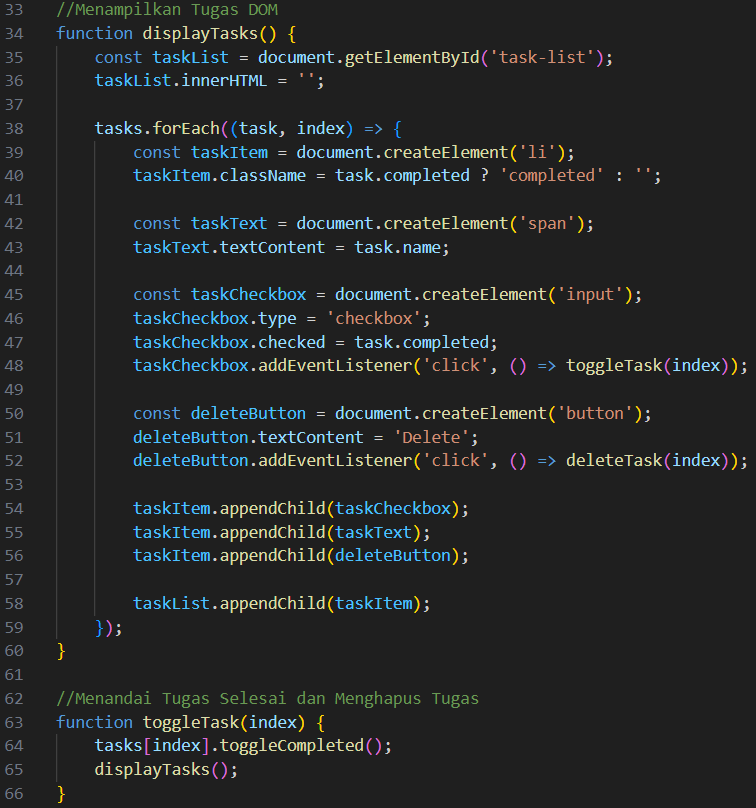 33 //Menampilkan Tugas DOM
34 function displayTasks() {
35     const taskList = document.getElementById('task-list');
36     taskList.innerHTML = '';
37
38     tasks.forEach((task, index) => {
39         const taskItem = document.createElement('li');
40         taskItem.className = task.completed ? 'completed' : '';
41
42         const taskText = document.createElement('span');
43         taskText.textContent = task.name;
44
45         const taskCheckbox = document.createElement('input');
46         taskCheckbox.type = 'checkbox';
47         taskCheckbox.checked = task.completed;
48         taskCheckbox.addEventListener('click', () => toggleTask(index));
49
50         const deleteButton = document.createElement('button');
51         deleteButton.textContent = 'Delete';
52         deleteButton.addEventListener('click', () => deleteTask(index));
53
54         taskItem.appendChild(taskCheckbox);
55         taskItem.appendChild(taskText);
56         taskItem.appendChild(deleteButton);
57
58         taskList.appendChild(taskItem);
59     });
60 }
61
62 //Menandai Tugas Selesai dan Menghapus Tugas
63 function toggleTask(index) {
64     tasks[index].toggleCompleted();
65     displayTasks();
66 }